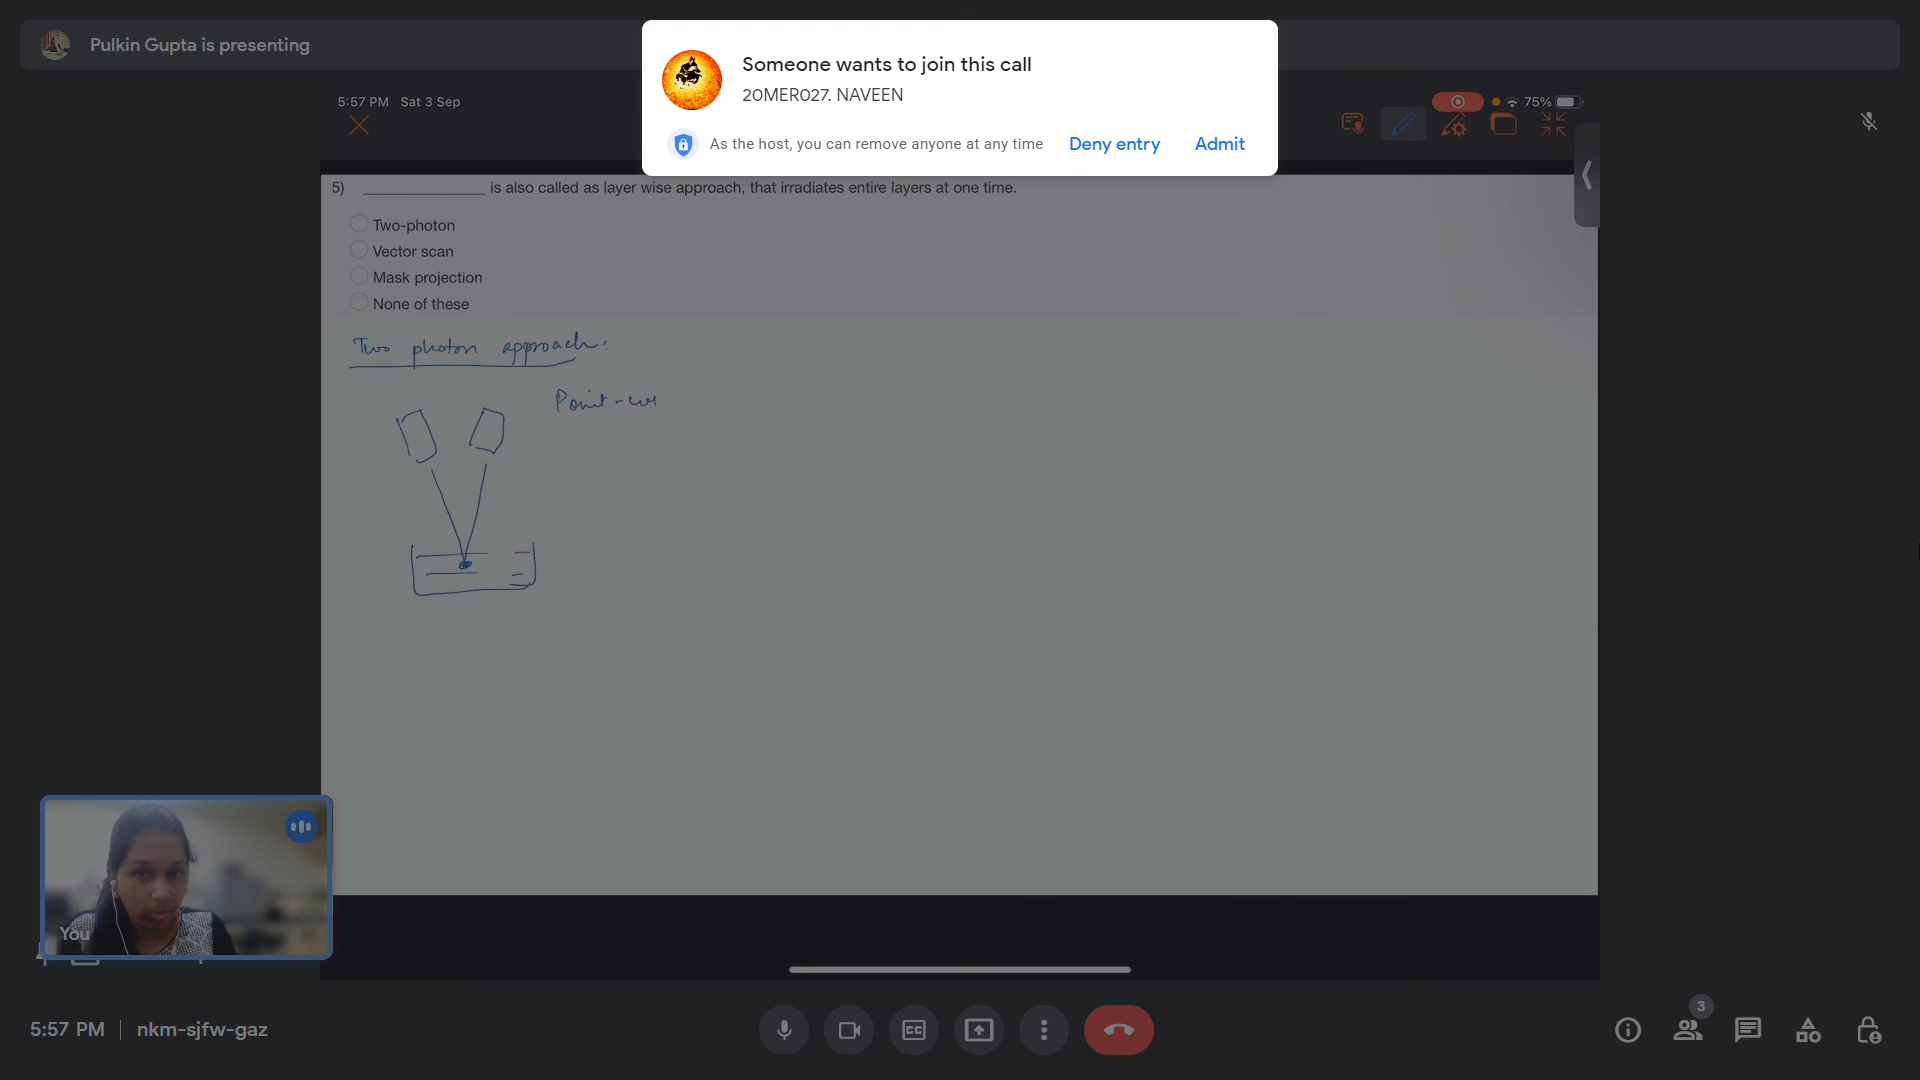 Pulkin Gupta is presenting
Someone wants to join this call
20MER027. NAVEEN
As the host, you can remove anyone at any time
Deny entry
Admit
5:57 PM Sat 3 Sep
75%
5) ______________ is also called as layer wise approach, that irradiates entire layers at one time.
Two-photon
Vector scan
Mask projection
None of these
Two photon approach:
Point-
You
5:57 PM | nkm-sjfw-gaz
CC
3